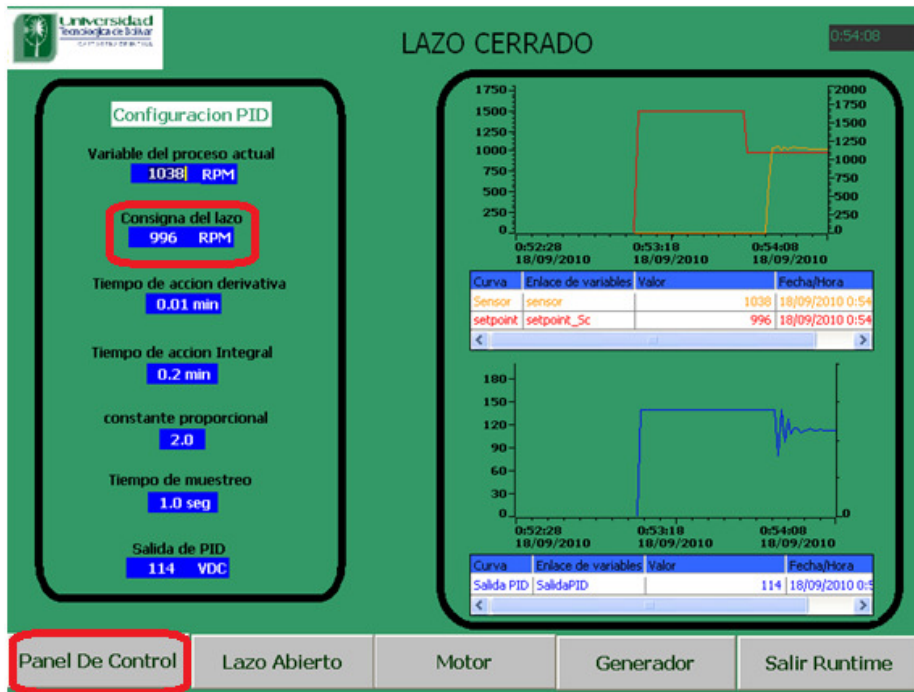 Universidad
Tecnologica de Bolivar
LAZO CERRADO
0:54:08
Configuracion PID
Variable del proceso actual
1038 RPM
Consigna del lazo
996 RPM
Tiempo de accion derivativa
0.01 min
Tiempo de accion Integral
0.2 min
constante proporcional
2.0
Tiempo de muestreo
1.0 seg
Salida de PID
114 VDC
1750
1500
1250
1000
750
500
250
0
2000
1750
1500
1250
1000
750
500
250
0
0:52:28 0:53:18 0:54:08
18/09/2010 18/09/2010 18/09/2010
Curva Enlace de variables Valor Fecha/Hora
Sensor sensor 1038 18/09/2010 0:54
setpoint setpoint_Sc 996 18/09/2010 0:54
180
150
120
90
60
30
0
0
0:52:28 0:53:18 0:54:08
18/09/2010 18/09/2010 18/09/2010
Curva Enlace de variables Valor Fecha/Hora
Salida PID SalidaPID 114 18/09/2010 0:5
Panel De Control Lazo Abierto Motor Generador Salir Runtime